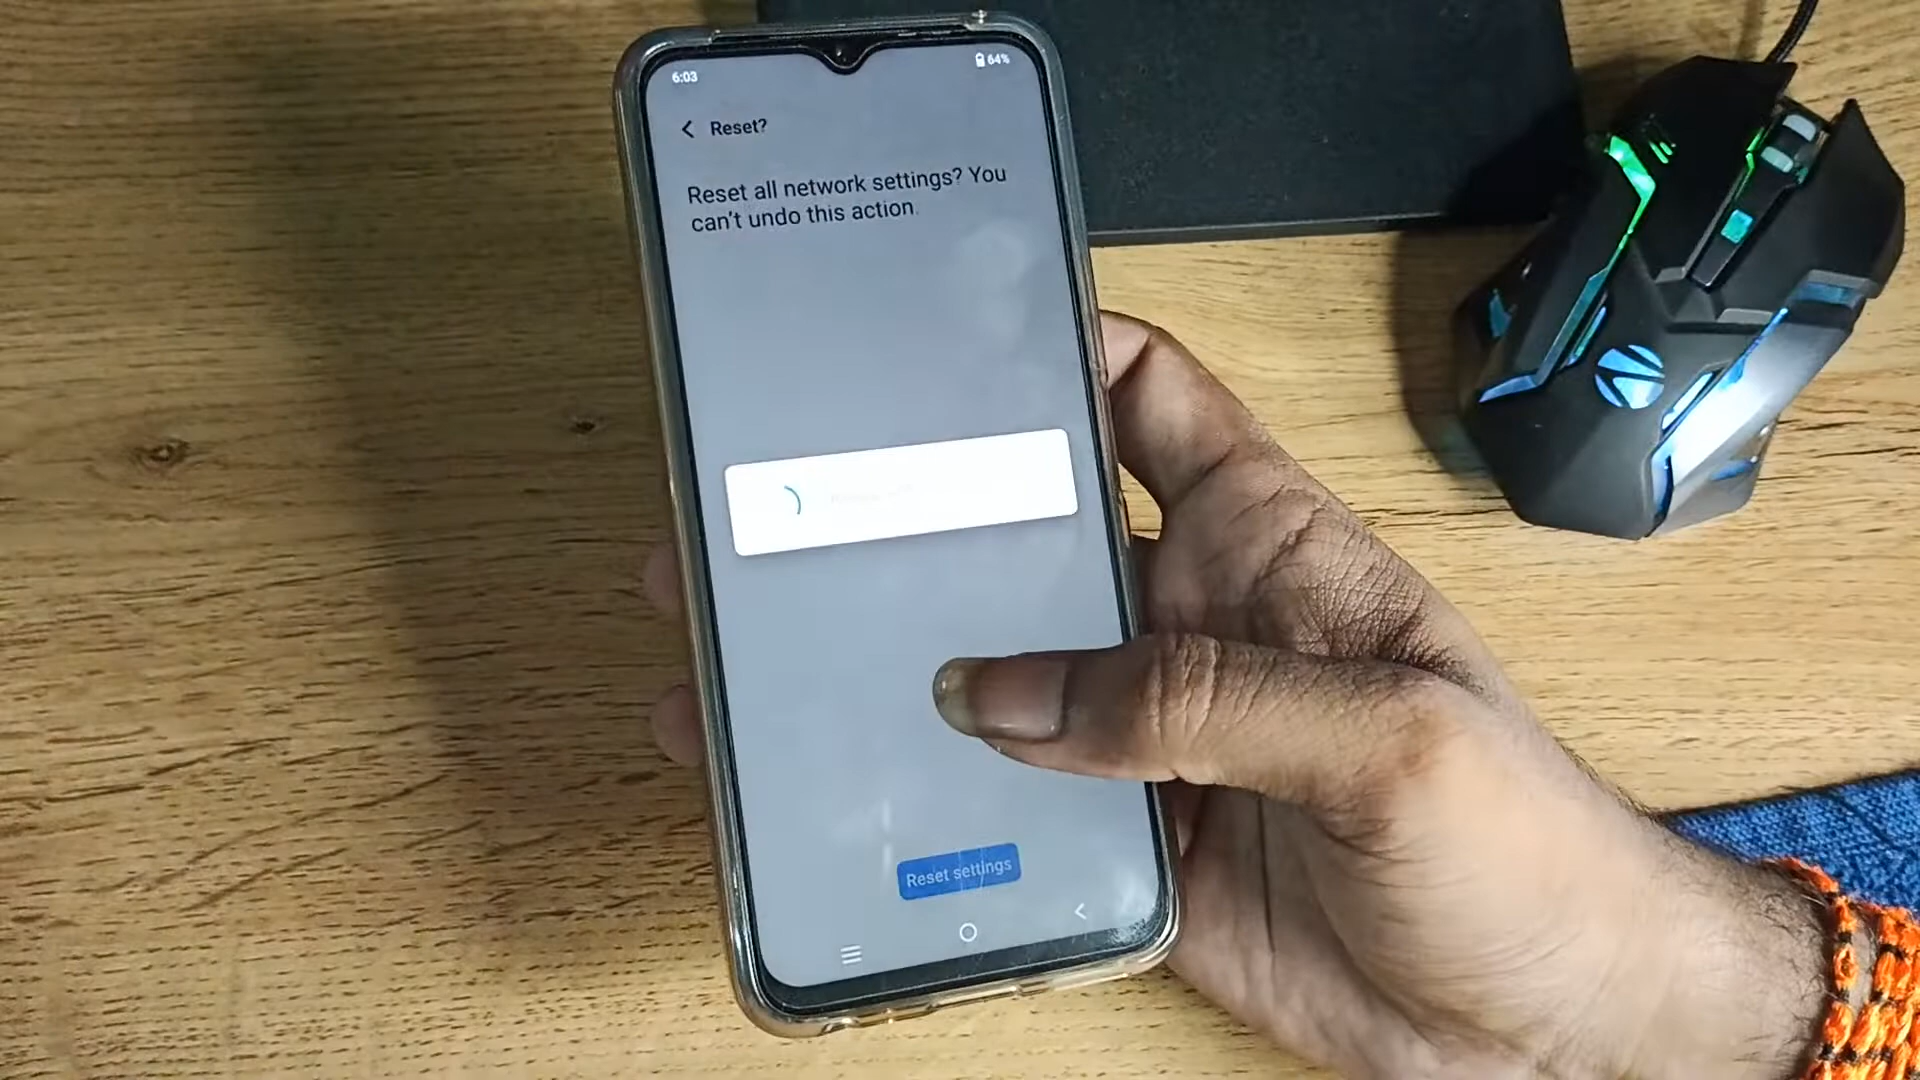 6:03
64%
Reset?
Reset all network settings? You
can't undo this action.
Reset settings